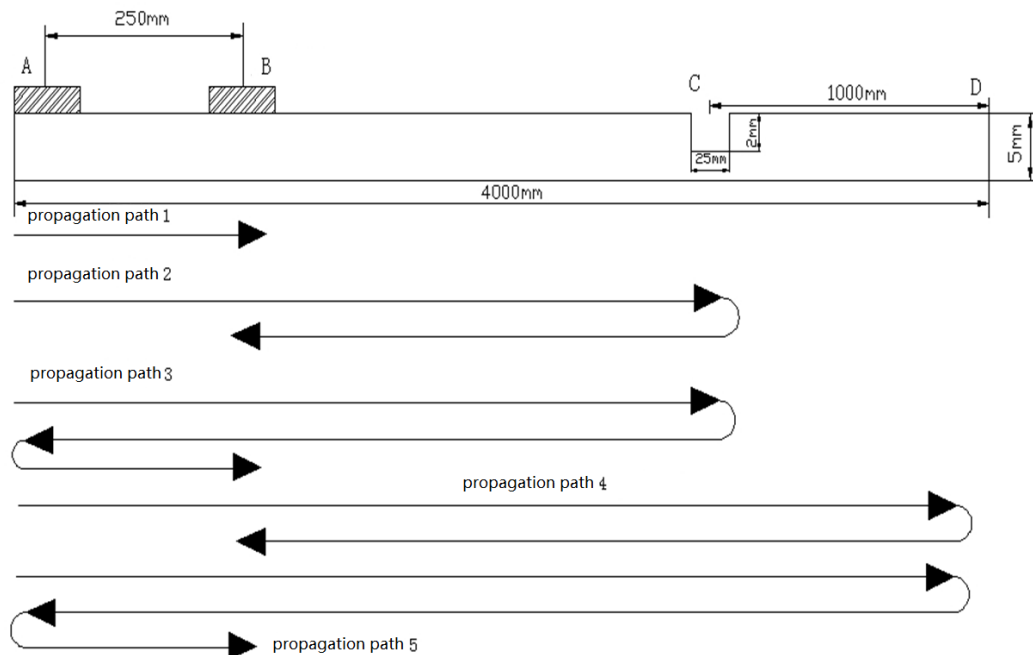 250mm
A
B
C
D
1000mm
2mm
25mm
5mm
4000mm
propagation path 1
propagation path 2
propagation path 3
propagation path 4
propagation path 5